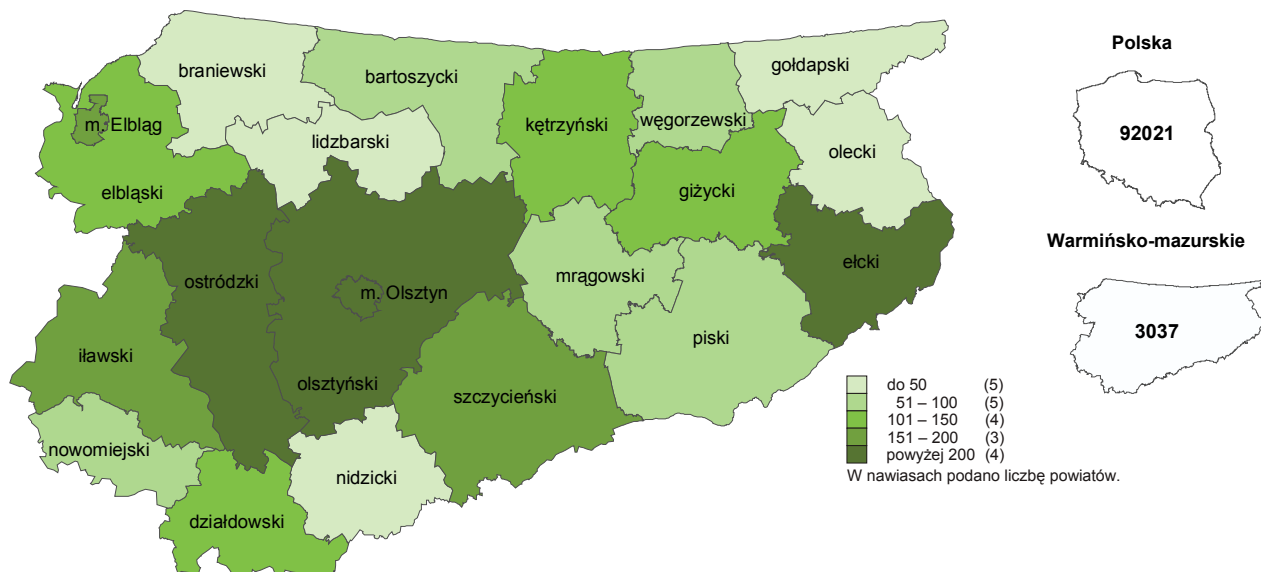 braniewski
bartoszycki
gołdapski
m. Elbląg
kętrzyński
węgorzewski
lidzbarski
olecki
elbląski
giżycki
ostródzki
m. Olsztyn
mrągowski
ełcki
iławski
olsztyński
szczycieński
piski
nowomiejski
nidzicki
działdowski
Polska
92021
Warmińsko-mazurskie
3037
do 50 (5)
51 – 100 (5)
101 – 150 (4)
151 – 200 (3)
powyżej 200 (4)
W nawiasach podano liczbę powiatów.